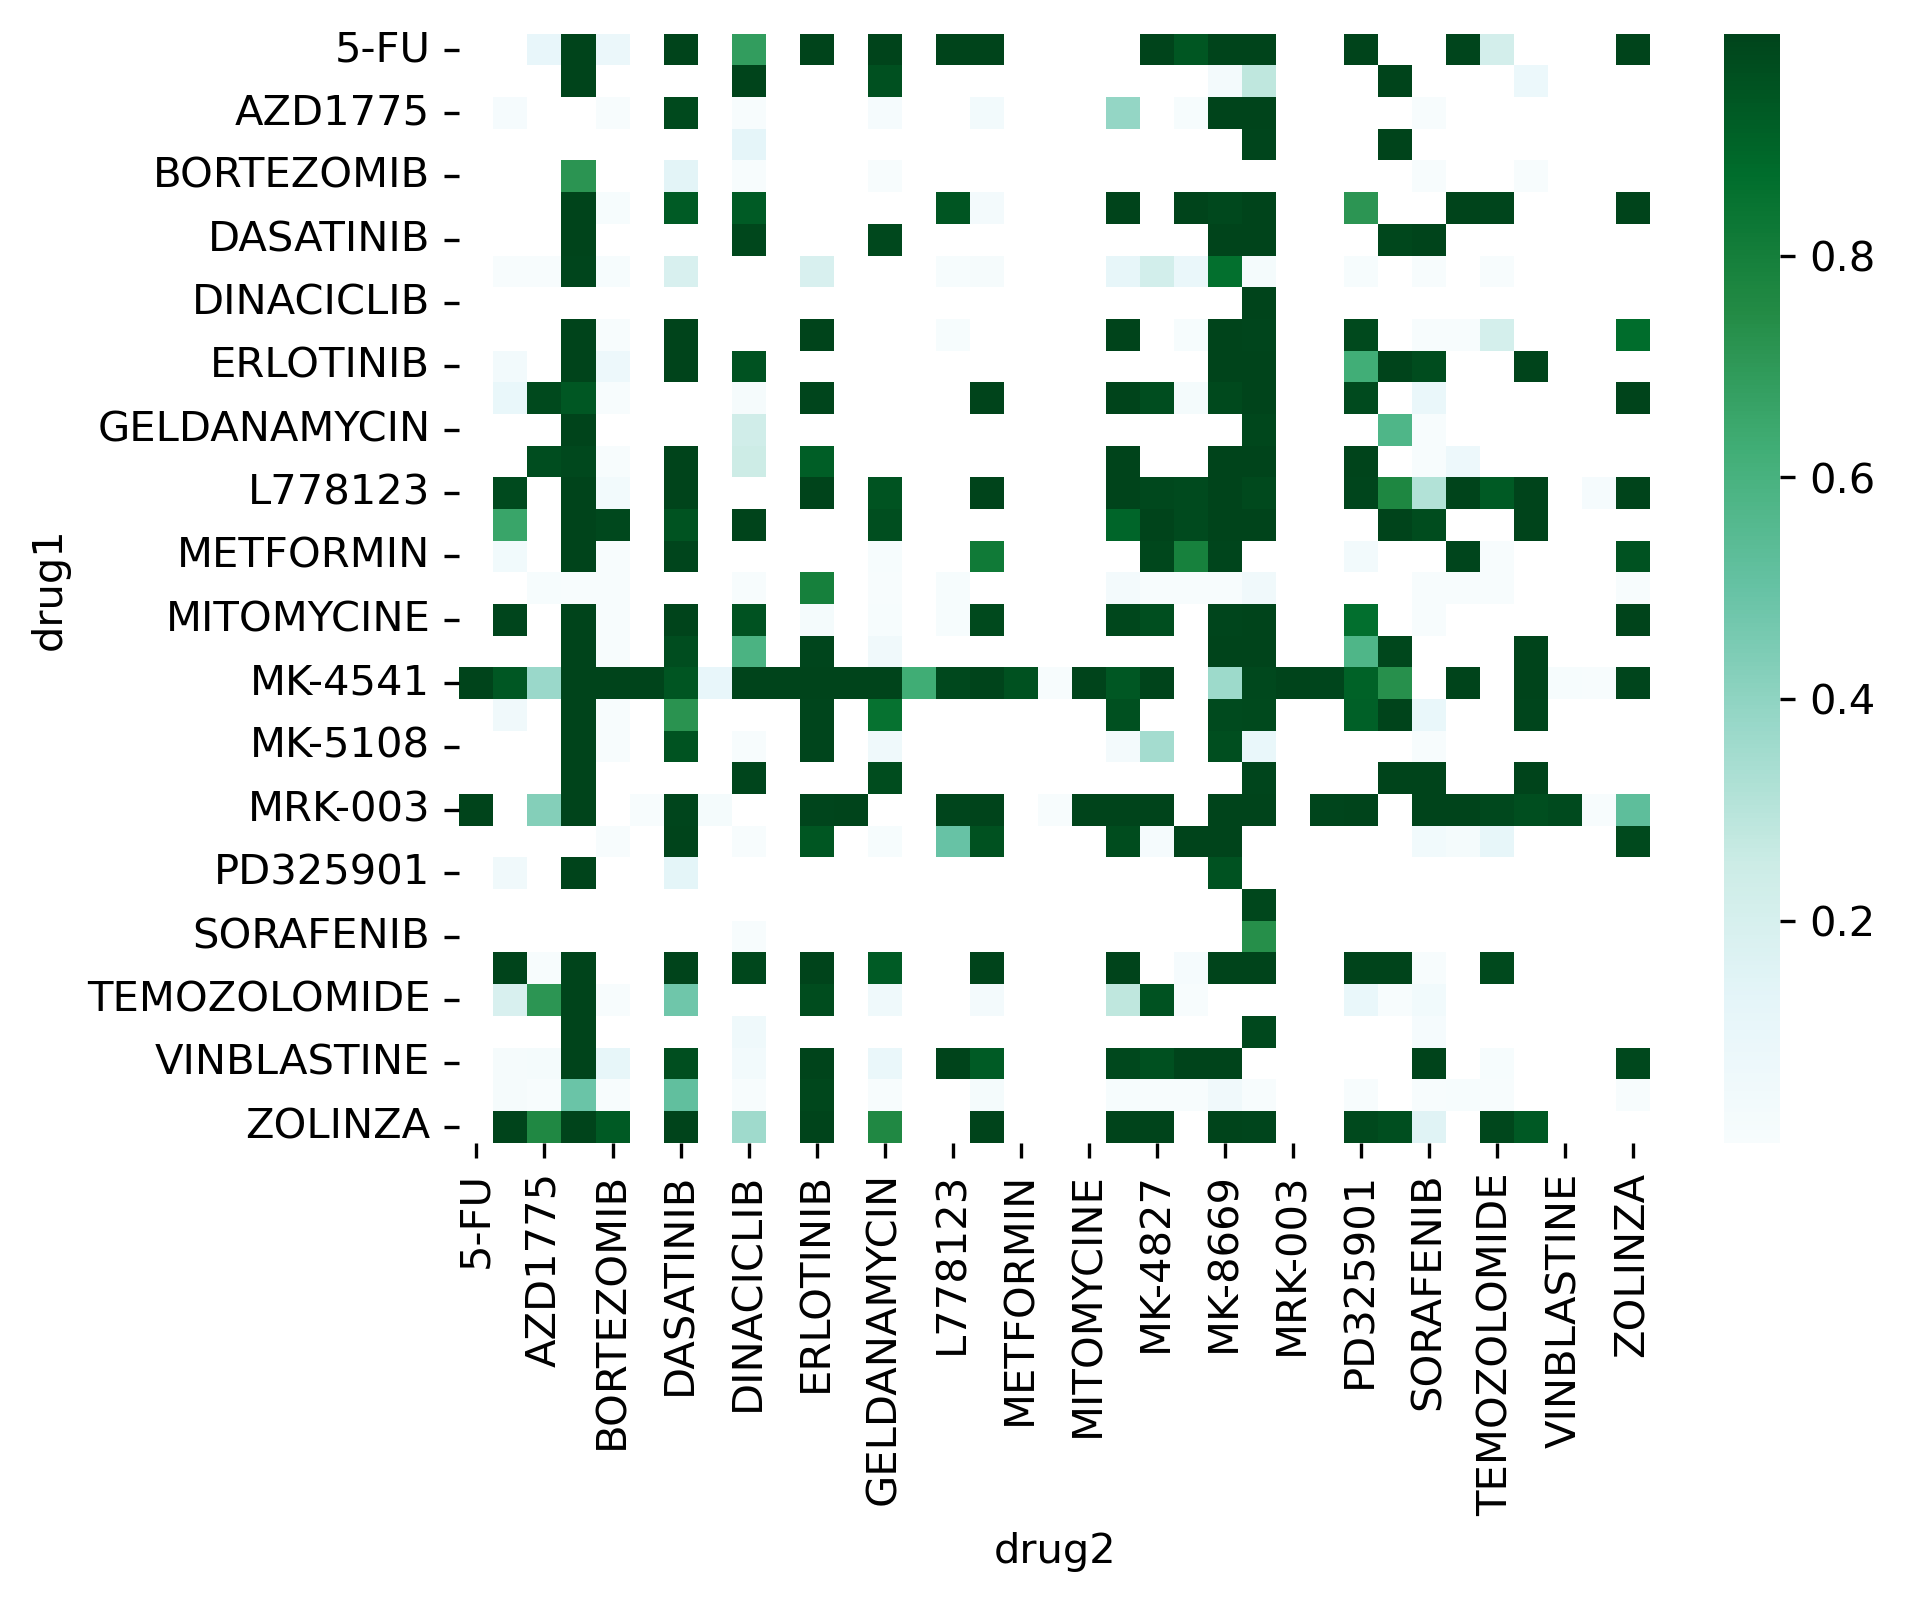 5-FU
AZD1775
BORTEZOMIB
DASATINIB
DINACICLIB
ERLOTINIB
GELDANAMYCIN
L778123
METFORMIN
MITOMYCINE
MK-4541
MK-5108
MRK-003
PD325901
SORAFENIB
TEMOZOLOMIDE
VINBLASTINE
ZOLINZA
drug1
5-FU
AZD1775
BORTEZOMIB
DASATINIB
DINACICLIB
ERLOTINIB
GELDANAMYCIN
L778123
METFORMIN
MITOMYCINE
MK-4827
MK-8669
MRK-003
PD325901
SORAFENIB
TEMOZOLOMIDE
VINBLASTINE
ZOLINZA
drug2
0.8
0.6
0.4
0.2